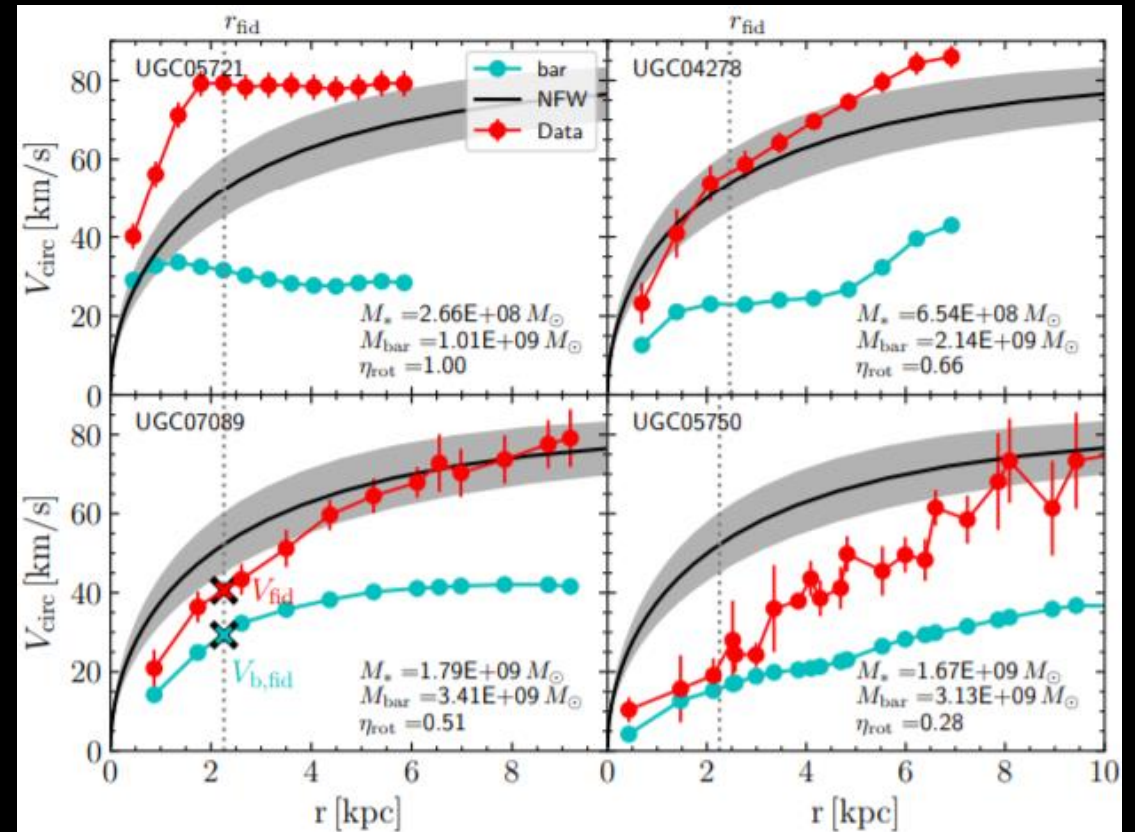 r_fid
r_fid
UGC05721
bar
NFW
Data
UGC04278
80
60
40
20
0
V_circ [km/s]
M_* =2.66E+08 M_⊙
M_bar =1.01E+09 M_⊙
η_rot =1.00
M_* =6.54E+08 M_⊙
M_bar =2.14E+09 M_⊙
η_rot =0.66
UGC07089
UGC05750
80
60
40
20
0
V_circ [km/s]
V_fid
V_b,fid
M_* =1.79E+09 M_⊙
M_bar =3.41E+09 M_⊙
η_rot =0.51
M_* =1.67E+09 M_⊙
M_bar =3.13E+09 M_⊙
η_rot =0.28
0 2 4 6 8
0 2 4 6 8 10
r [kpc]
r [kpc]